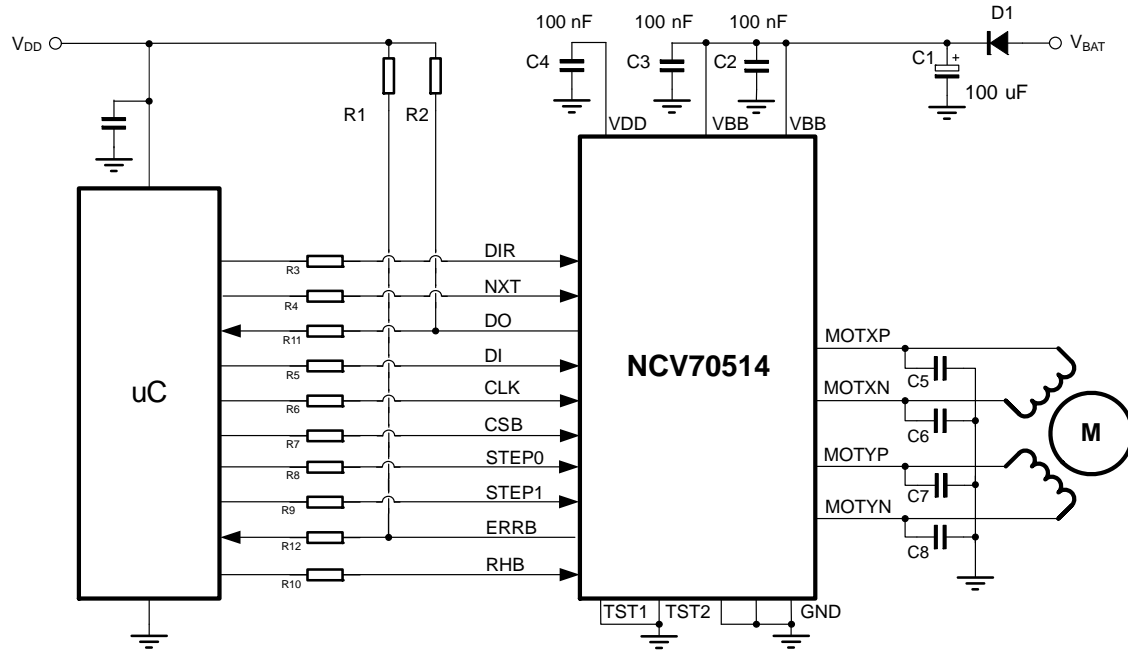 100 nF
100 nF
100 nF
D1
VDD
VBAT
C4
C3
C2
C1
+
100 uF
R1
R2
VDD
VBB
VBB
R3
DIR
R4
NXT
R11
DO
R5
DI
R6
CLK
R7
CSB
R8
STEP0
R9
STEP1
R12
ERRB
R10
RHB
uC
NCV70514
MOTXP
C5
MOTXN
C6
MOTYP
C7
MOTYN
C8
M
TST1
TST2
GND